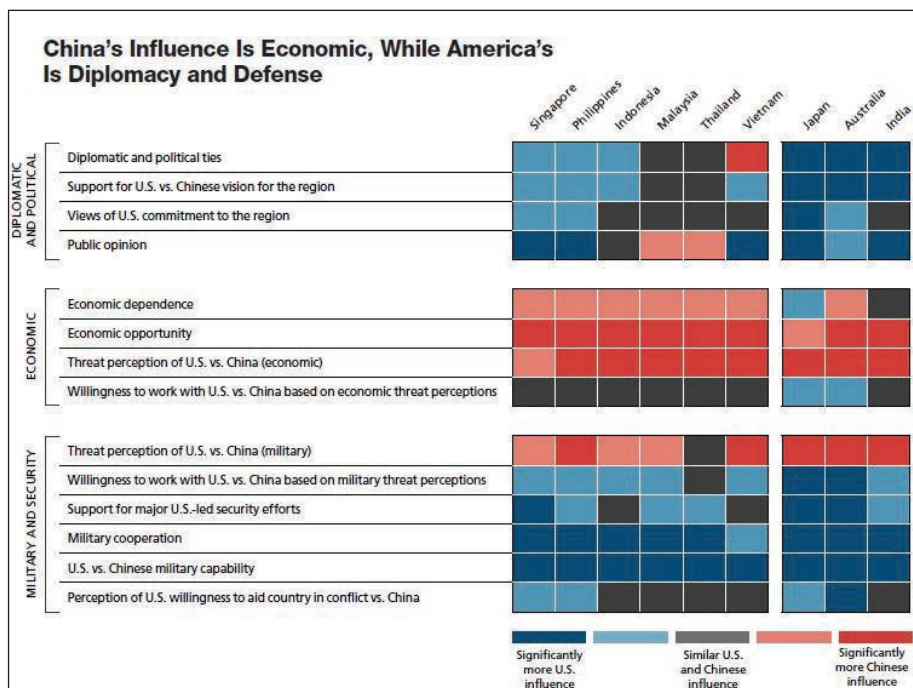 China's Influence Is Economic, While America's
Is Diplomacy and Defense
Singapore
Philippines
Indonesia
Malaysia
Thailand
Vietnam
Japan
Australia
India
DIPLOMATIC
AND POLITICAL
Diplomatic and political ties
Support for U.S. vs. Chinese vision for the region
Views of U.S. commitment to the region
Public opinion
ECONOMIC
Economic dependence
Economic opportunity
Threat perception of U.S. vs. China (economic)
Willingness to work with U.S. vs. China based on economic threat perceptions
MILITARY AND SECURITY
Threat perception of U.S. vs. China (military)
Willingness to work with U.S. vs. China based on military threat perceptions
Support for major U.S.-led security efforts
Military cooperation
U.S. vs. Chinese military capability
Perception of U.S. willingness to aid country in conflict vs. China
Significantly
more U.S.
influence
Similar U.S.
and Chinese
influence
Significantly
more Chinese
influence